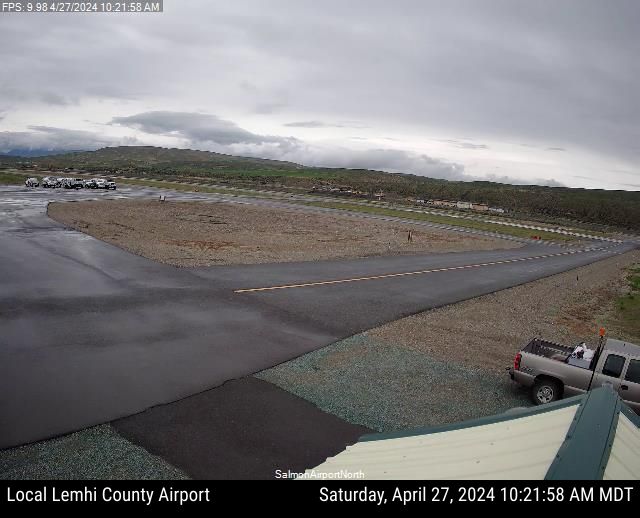 FPS: 9.98 4/27/2024 10:21:58 AM
SalmonAirportNorth
Local Lemhi County Airport
Saturday, April 27, 2024 10:21:58 AM MDT